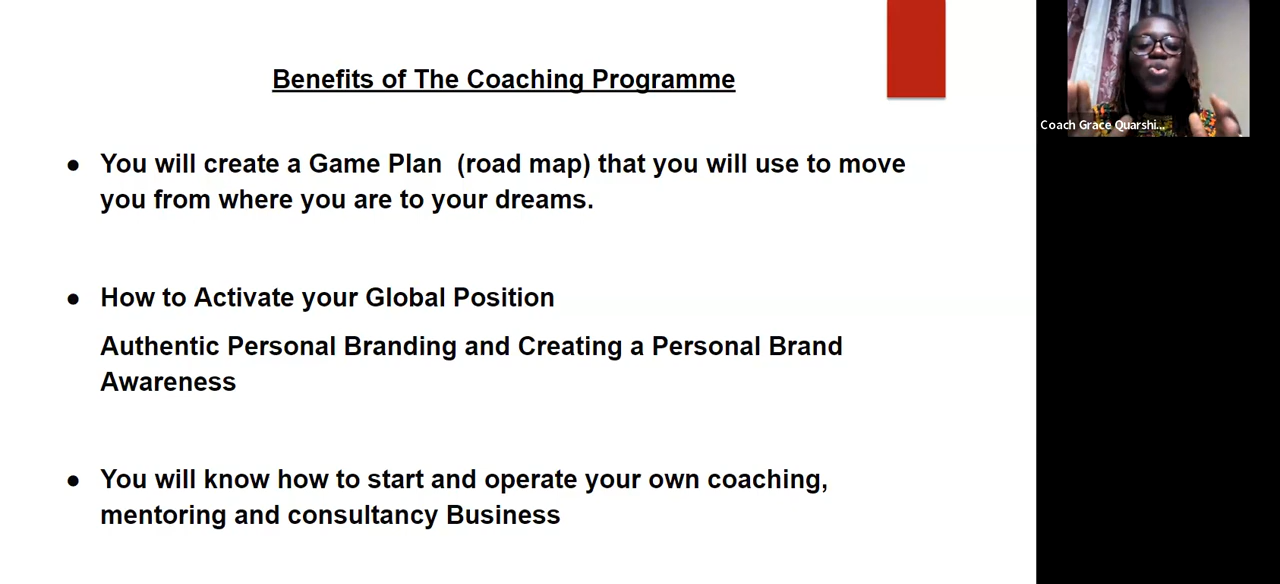 Benefits of The Coaching Programme
● You will create a Game Plan (road map) that you will use to move
you from where you are to your dreams.
● How to Activate your Global Position
Authentic Personal Branding and Creating a Personal Brand
Awareness
● You will know how to start and operate your own coaching,
mentoring and consultancy Business
Coach Grace Quarshi...